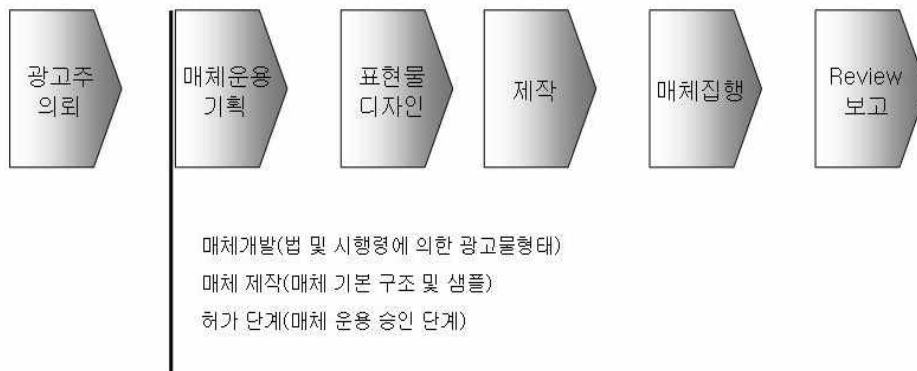 광고주
의뢰
매체운용
기획
표현물
디자인
제작
매체집행
Review
보고
매체개발(법 및 시행령에 의한 광고물형태)
매체 제작(매체 기본 구조 및 샘플)
허가 단계(매체 운용 승인 단계)